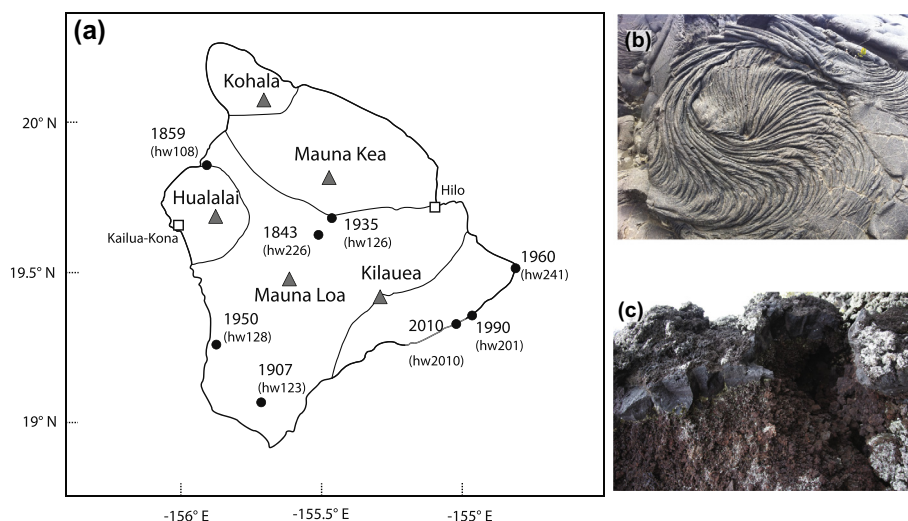 (a)
Kohala
20° N
1859
(hw108)
Mauna Kea
Hualalai
Hilo
Kailua-Kona
1843
(hw226)
1935
(hw126)
19.5° N
Kilauea
Mauna Loa
1960
(hw241)
1950
(hw128)
2010
(hw2010)
1990
(hw201)
1907
(hw123)
19° N
-156° E
-155.5° E
-155° E
(b)
(c)